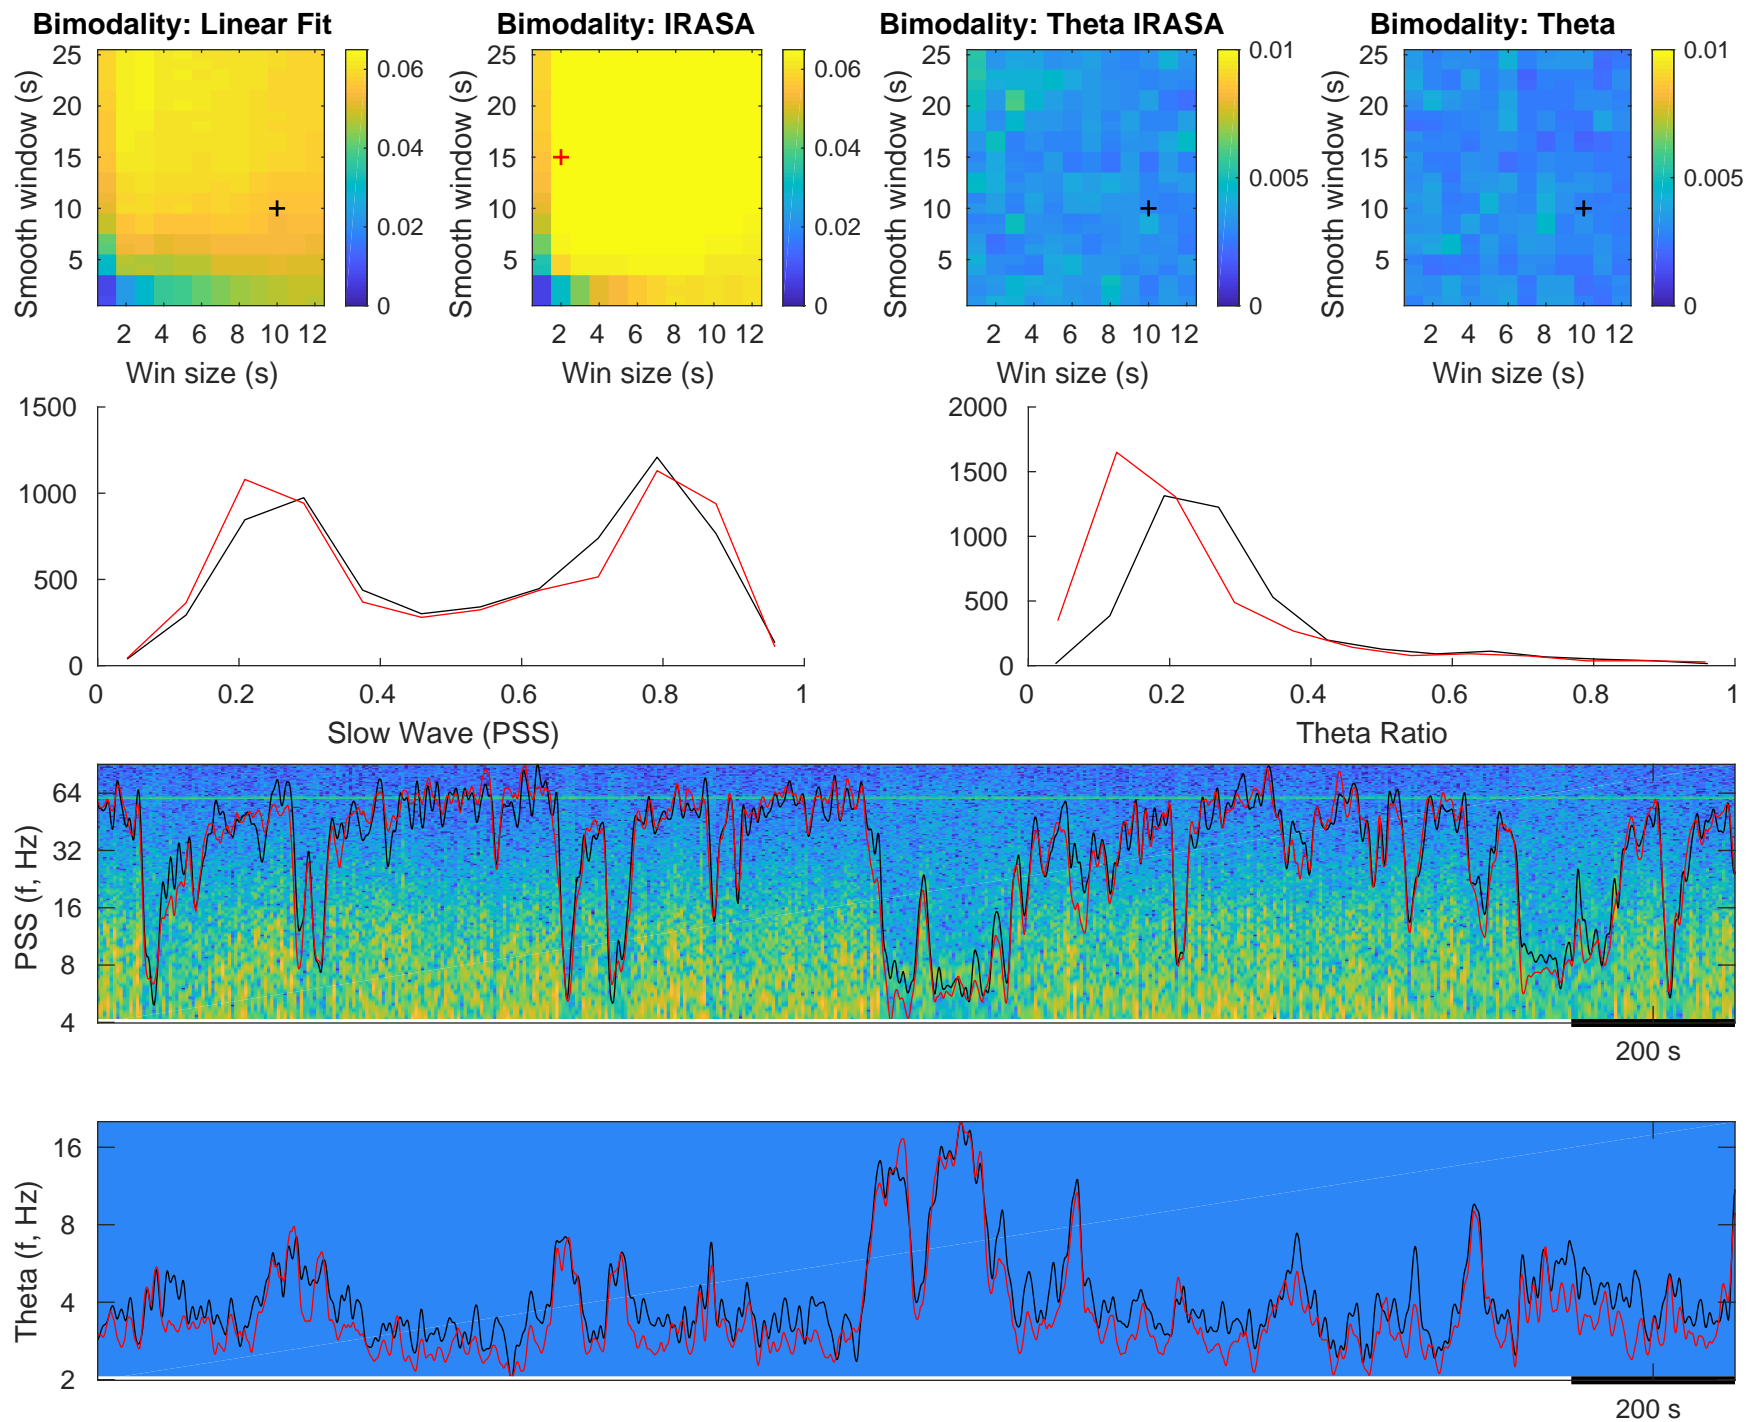 Bimodality: Linear Fit
Smooth window (s)
25
20
15
10
5
2 4 6 8 10 12
Win size (s)
0.06
0.04
0.02
0
Bimodality: IRASA
Smooth window (s)
25
20
15
10
5
2 4 6 8 10 12
Win size (s)
0.06
0.04
0.02
0
Bimodality: Theta IRASA
Smooth window (s)
25
20
15
10
5
2 4 6 8 10 12
Win size (s)
0.01
0.005
0
Bimodality: Theta
Smooth window (s)
25
20
15
10
5
2 4 6 8 10 12
Win size (s)
0.01
0.005
0
1500
1000
500
0
0 0.2 0.4 0.6 0.8 1
Slow Wave (PSS)
2000
1500
1000
500
0
0 0.2 0.4 0.6 0.8 1
Theta Ratio
PSS (f, Hz)
64
32
16
8
4
200 s
Theta (f, Hz)
16
8
4
2
200 s